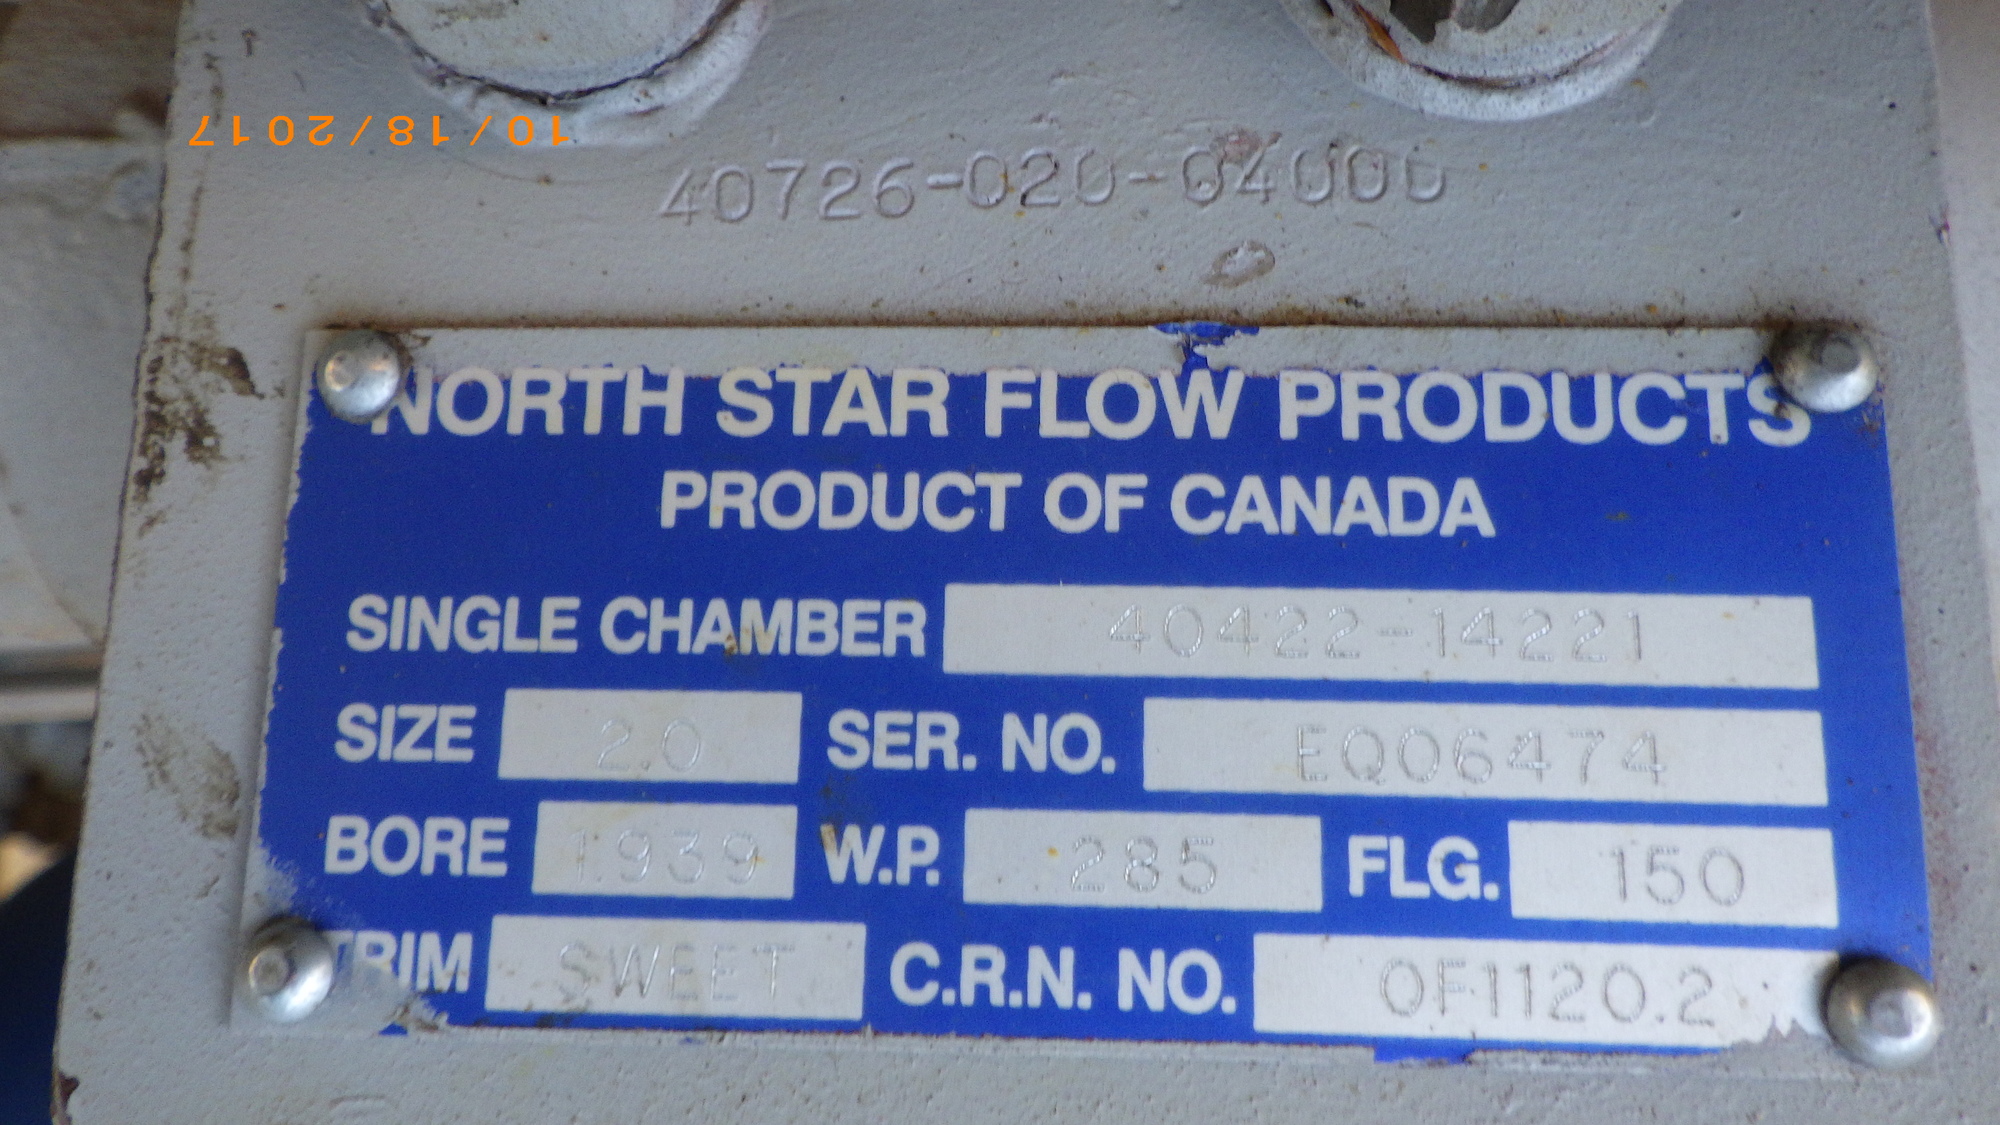 10/18/2017
40726-020-04000
NORTH STAR FLOW PRODUCTS
PRODUCT OF CANADA
SINGLE CHAMBER 40422-14221
SIZE 2.0 SER. NO. EQ06474
BORE 1.939 W.P. 285 FLG. 150
TRIM SWEET C.R.N. NO. 0F1120.2